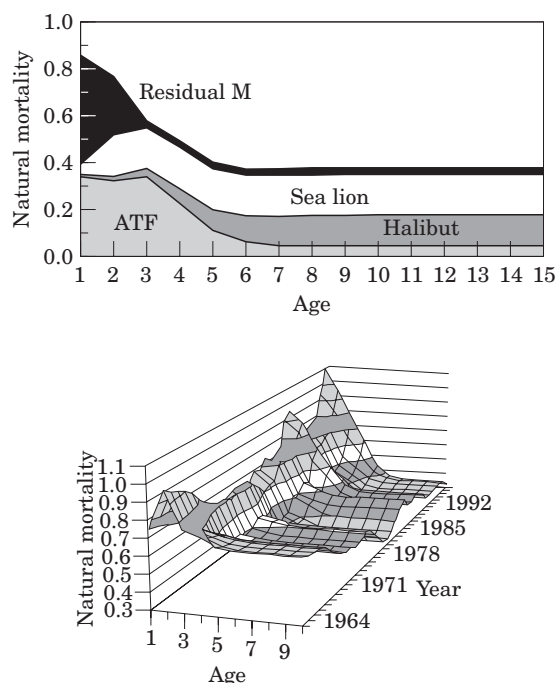 Natural mortality
1.0
0.8
0.6
0.4
0.2
0.0
Residual M
Sea lion
ATF
Halibut
1 2 3 4 5 6 7 8 9 10 11 12 13 14 15
Age
Natural mortality
1.1
1.0
0.9
0.8
0.7
0.6
0.5
0.4
0.3
1992
1985
1978
1971
1964
Year
1 3 5 7 9
Age